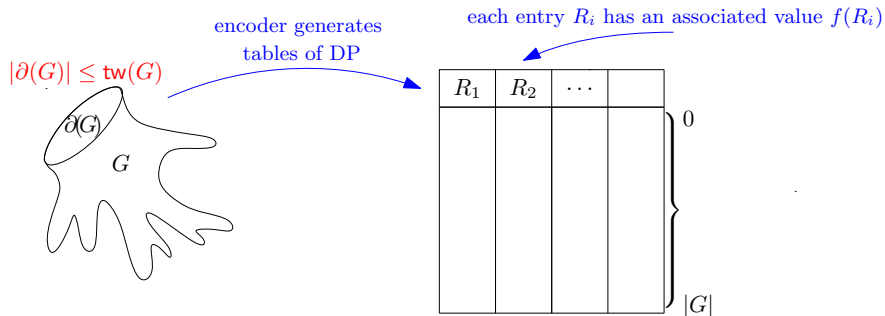 each entry R_i has an associated value f(R_i)
encoder generates
tables of DP
|∂(G)| ≤ tw(G)
R_1 R_2 ⋯
∂(G)
0
G
|G|